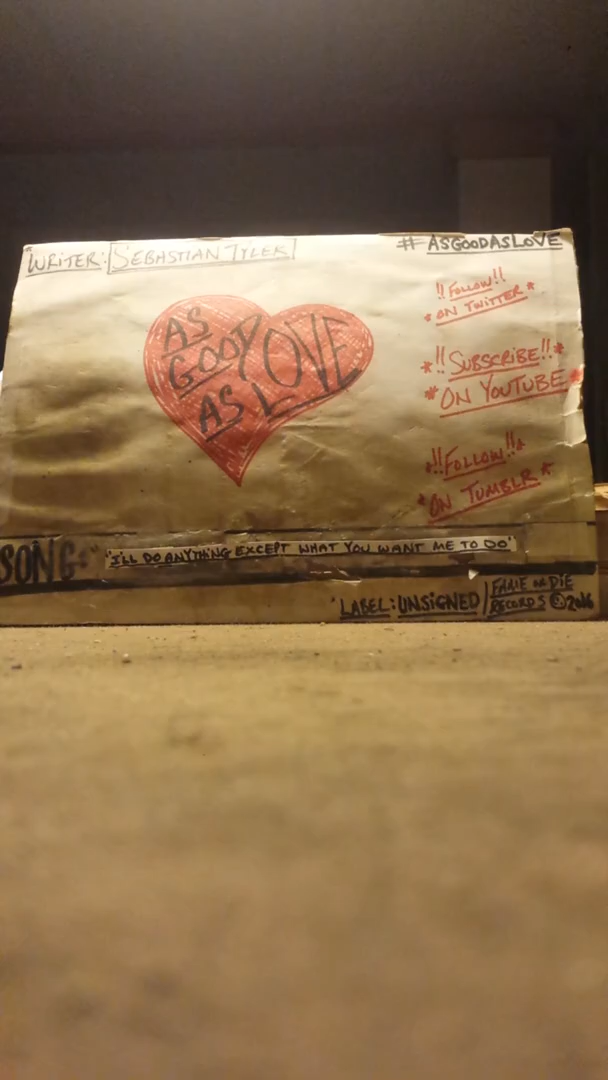 WRITER: SEBASTIAN TYLER
# ASGOODASLOVE
AS
GOOD
AS LOVE
!!FOLLOW!!
*ON TWITTER*
*!!SUBSCRIBE!!*
*ON YOUTUBE*
*!!FOLLOW!!*
*ON TUMBLR*
SONG: "I'LL DO ANYTHING EXCEPT WHAT YOU WANT ME TO DO"
LABEL: UNSIGNED / FAME OR DIE
RECORDS © 2016